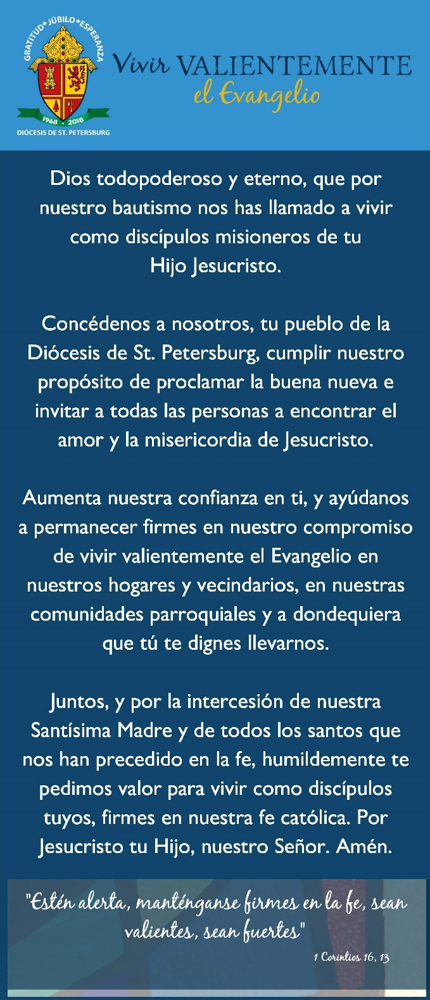 GRATITUD + JÚBILO + ESPERANZA
1968 - 2018
DIÓCESIS DE ST. PETERSBURG
Vivir VALIENTEMENTE
el Evangelio
Dios todopoderoso y eterno, que por
nuestro bautismo nos has llamado a vivir
como discípulos misioneros de tu
Hijo Jesucristo.
Concédenos a nosotros, tu pueblo de la
Diócesis de St. Petersburg, cumplir nuestro
propósito de proclamar la buena nueva e
invitar a todas las personas a encontrar el
amor y la misericordia de Jesucristo.
Aumenta nuestra confianza en ti, y ayúdanos
a permanecer firmes en nuestro compromiso
de vivir valientemente el Evangelio en
nuestros hogares y vecindarios, en nuestras
comunidades parroquiales y a dondequiera
que tú te dignes llevarnos.
Juntos, y por la intercesión de nuestra
Santísima Madre y de todos los santos que
nos han precedido en la fe, humildemente te
pedimos valor para vivir como discípulos
tuyos, firmes en nuestra fe católica. Por
Jesucristo tu Hijo, nuestro Señor. Amén.
"Estén alerta, manténganse firmes en la fe, sean
valientes, sean fuertes"
1 Corintios 16, 13